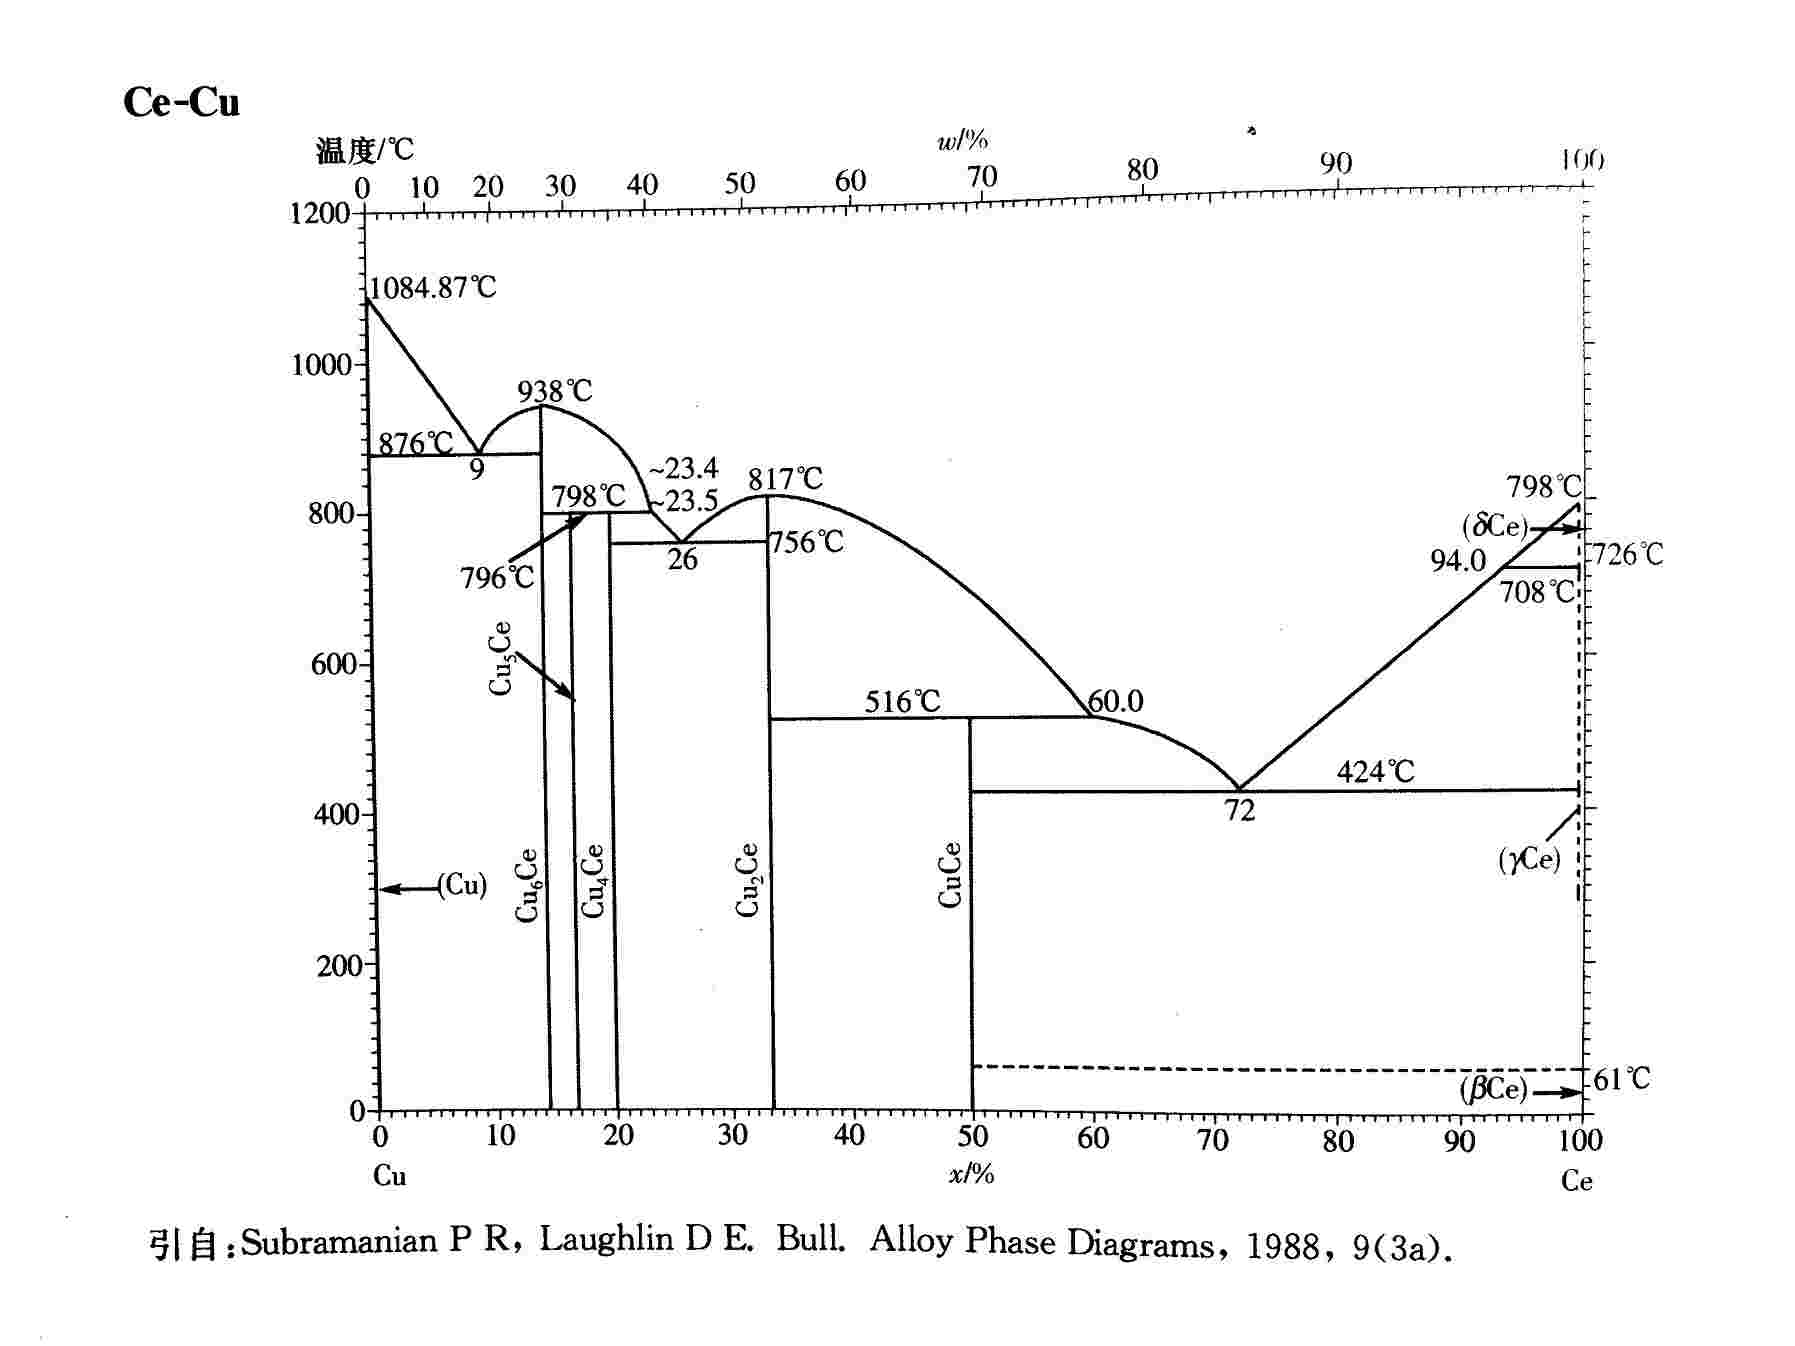 Ce-Cu
温度/℃
w/%
0 10 20 30 40 50 60 70 80 90 100
1200
1084.87℃
1000
938℃
876℃
9
~23.4
~23.5
817℃
798℃
798℃
800
(δCe)
26
756℃
94.0
726℃
796℃
708℃
Cu5Ce
600
516℃
60.0
424℃
72
400
(γCe)
(Cu)
Cu6Ce
Cu4Ce
Cu2Ce
CuCe
200
61℃
(βCe)
0
0 10 20 30 40 50 60 70 80 90 100
Cu
x/%
Ce
引自:Subramanian P R, Laughlin D E. Bull. Alloy Phase Diagrams, 1988, 9(3a).